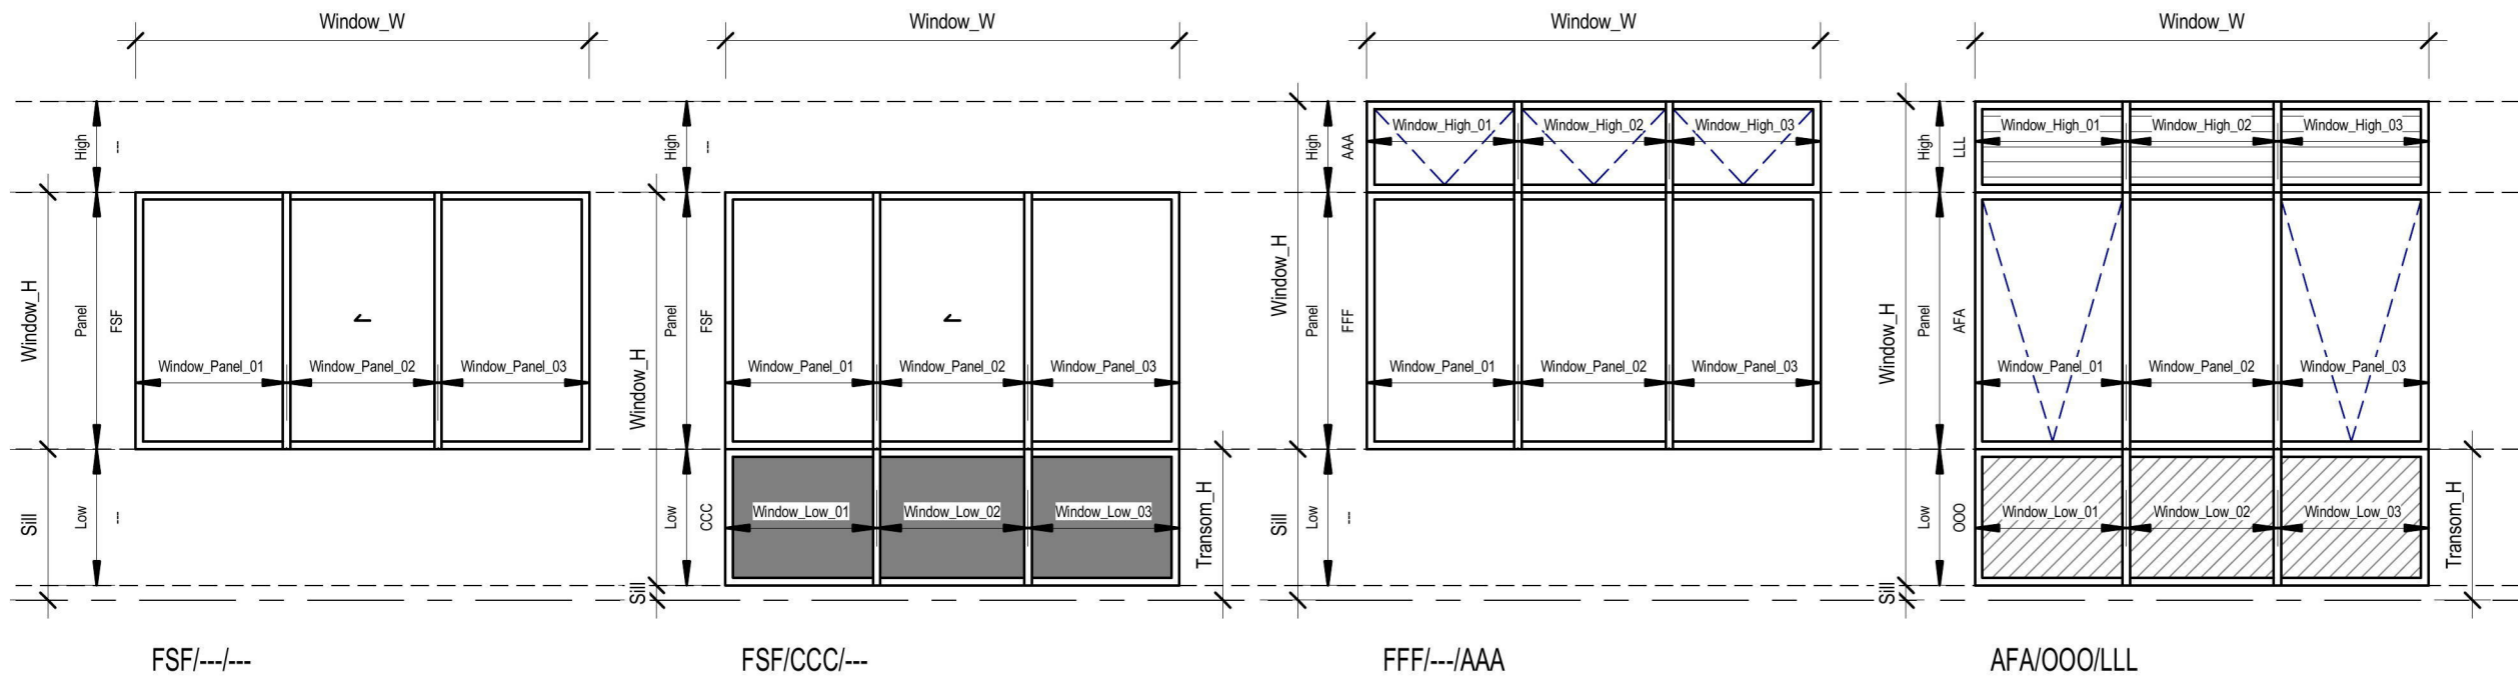 Window_W
High
---
Window_H
Panel
FSF
Window_Panel_01
Window_Panel_02
Window_Panel_03
Sill
Low
---
FSF/---/---
Window_W
High
---
Window_H
Panel
FSF
Window_Panel_01
Window_Panel_02
Window_Panel_03
Low
CCC
Window_Low_01
Window_Low_02
Window_Low_03
Transom_H
Sill
FSF/CCC/---
Window_W
High
AAA
Window_High_01
Window_High_02
Window_High_03
Window_H
Panel
FFF
Window_Panel_01
Window_Panel_02
Window_Panel_03
Sill
Low
---
FFF/---/AAA
Window_W
High
LLL
Window_High_01
Window_High_02
Window_High_03
Window_H
Panel
AFA
Window_Panel_01
Window_Panel_02
Window_Panel_03
Low
OOO
Window_Low_01
Window_Low_02
Window_Low_03
Transom_H
Sill
AFA/OOO/LLL